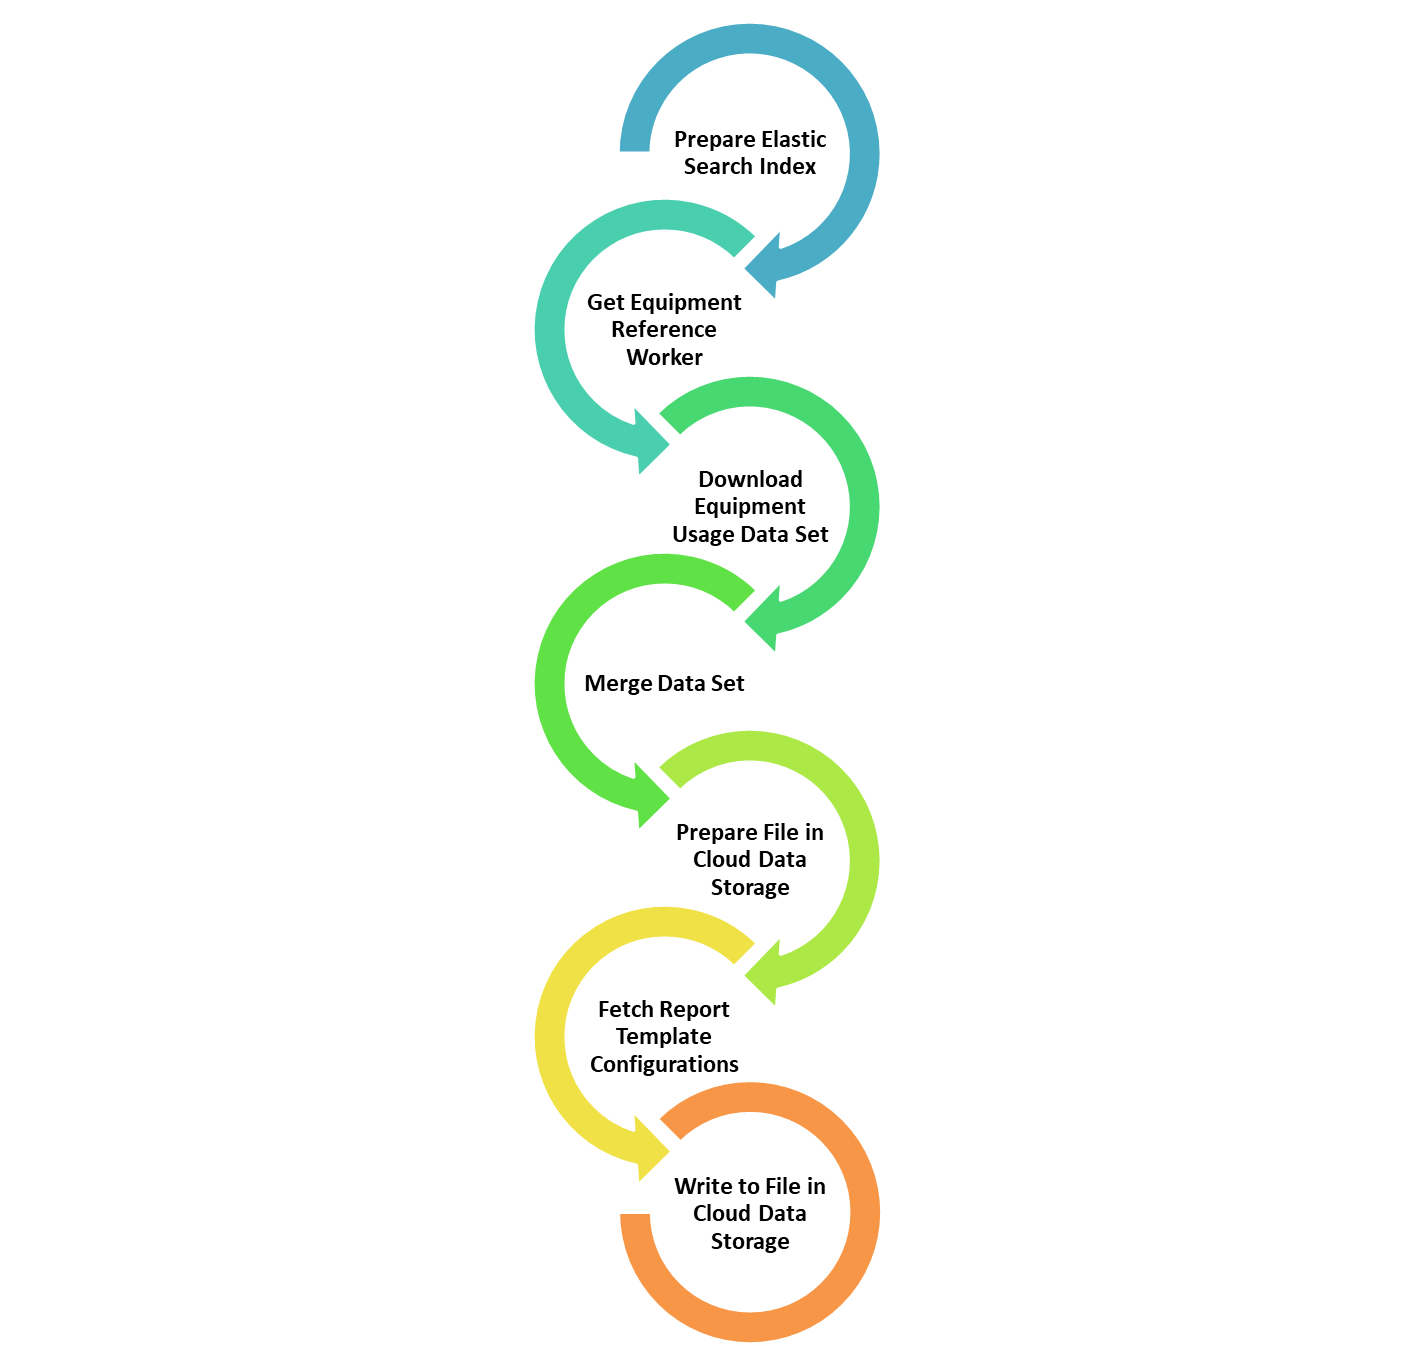 Prepare Elastic
Search Index
Get Equipment
Reference
Worker
Download
Equipment
Usage Data Set
Merge Data Set
Prepare File in
Cloud Data
Storage
Fetch Report
Template
Configurations
Write to File in
Cloud Data
Storage